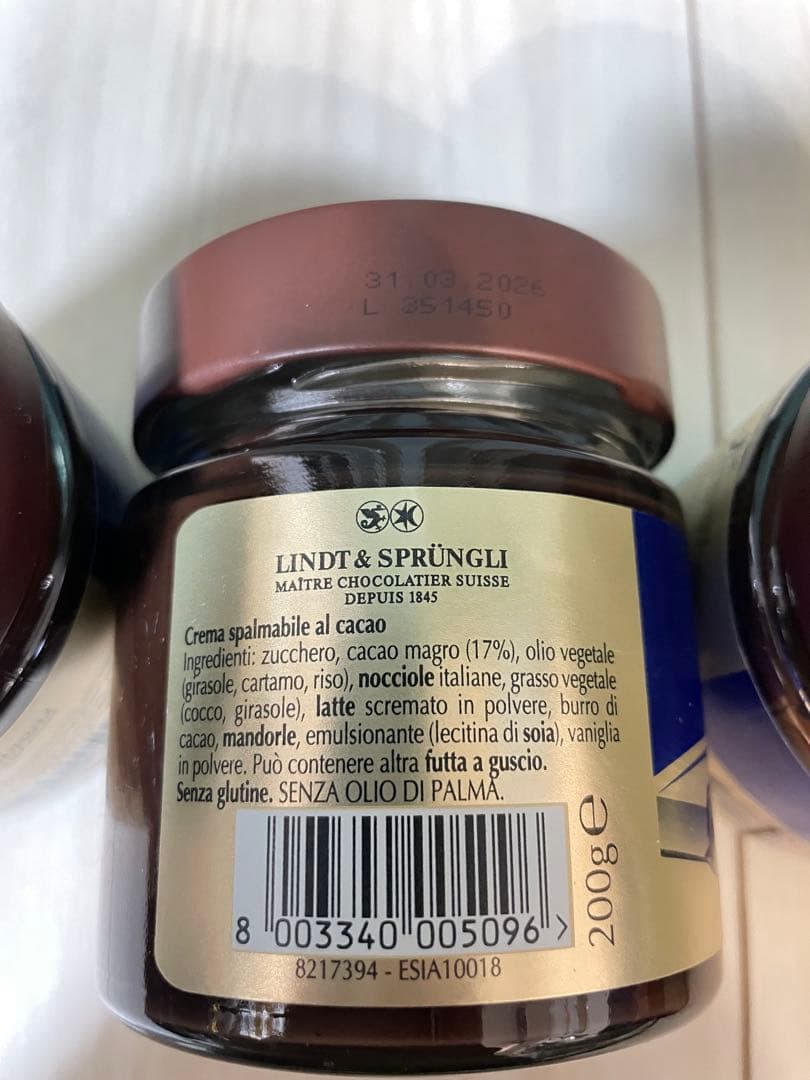 31.03.2026
L 351450
LINDT & SPRÜNGLI
MAÎTRE CHOCOLATIER SUISSE
DEPUIS 1845
Crema spalmabile al cacao
Ingredienti: zucchero, cacao magro (17%), olio vegetale
(girasole, cartamo, riso), nocciole italiane, grasso vegetale
(cocco, girasole), latte scremato in polvere, burro di
cacao, mandorle, emulsionante (lecitina di soia), vaniglia
in polvere. Può contenere altra futta a guscio.
Senza glutine. SENZA OLIO DI PALMA.
8 003340 005096 >
200g e
8217394 - ESIA10018